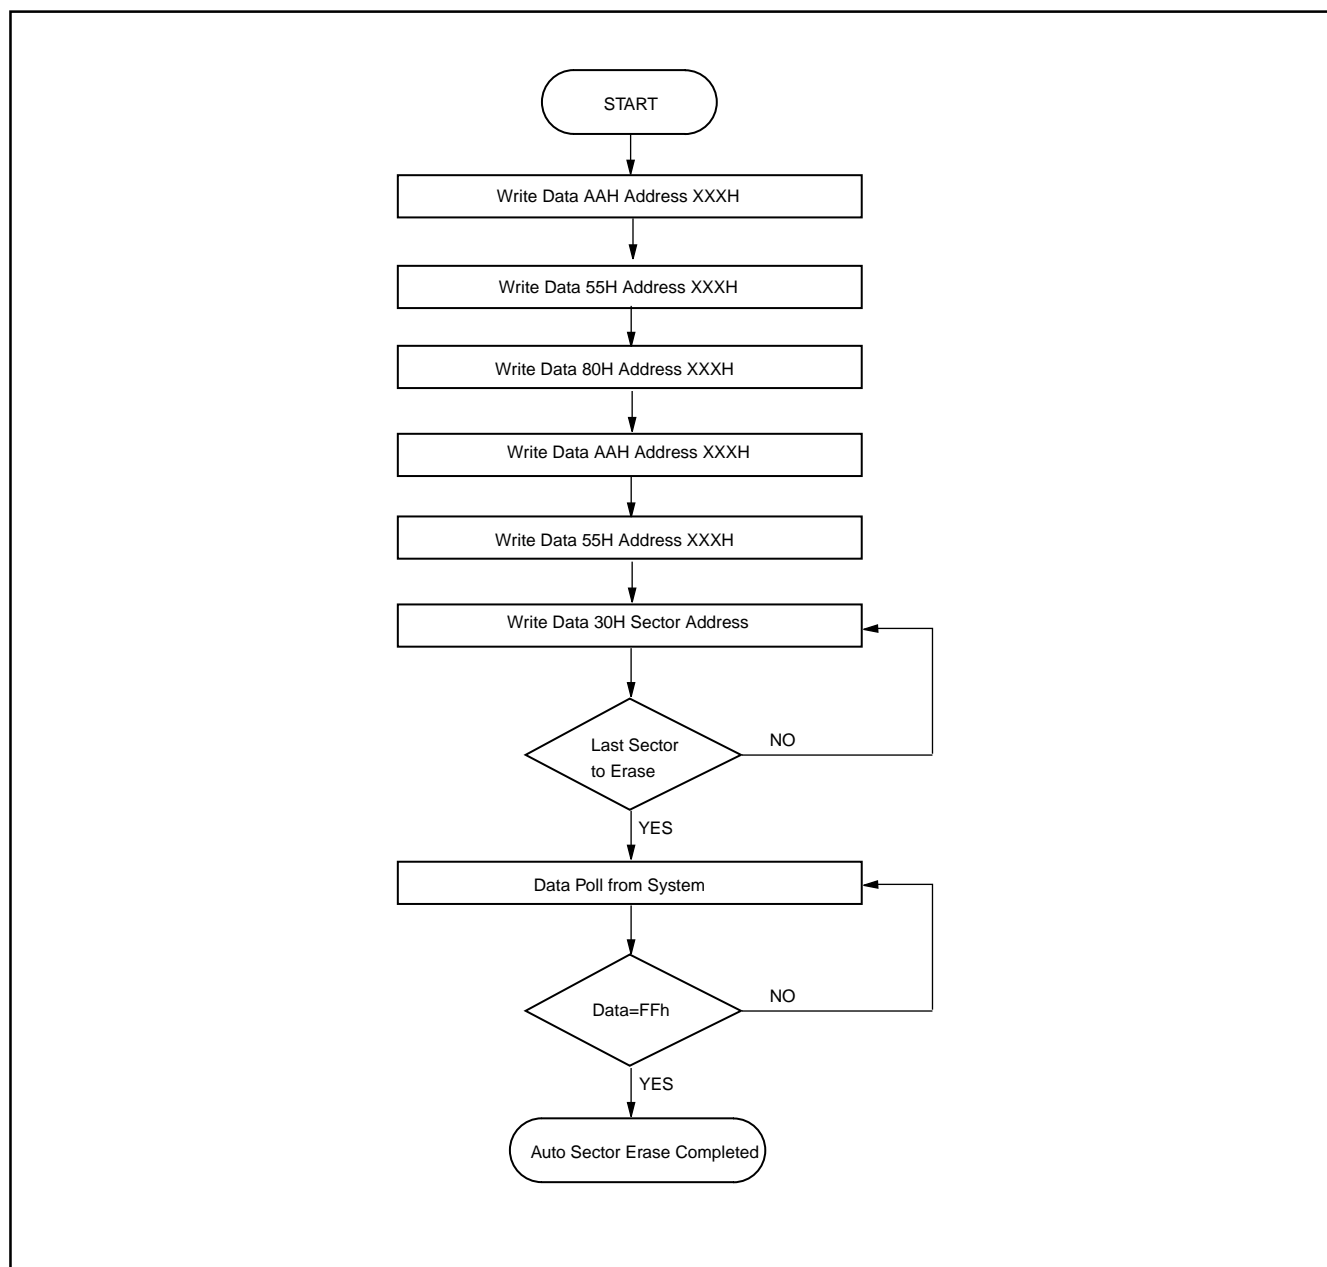 START
Write Data AAH Address XXXH
Write Data 55H Address XXXH
Write Data 80H Address XXXH
Write Data AAH Address XXXH
Write Data 55H Address XXXH
Write Data 30H Sector Address
Last Sector
to Erase
NO
YES
Data Poll from System
Data=FFh
NO
YES
Auto Sector Erase Completed